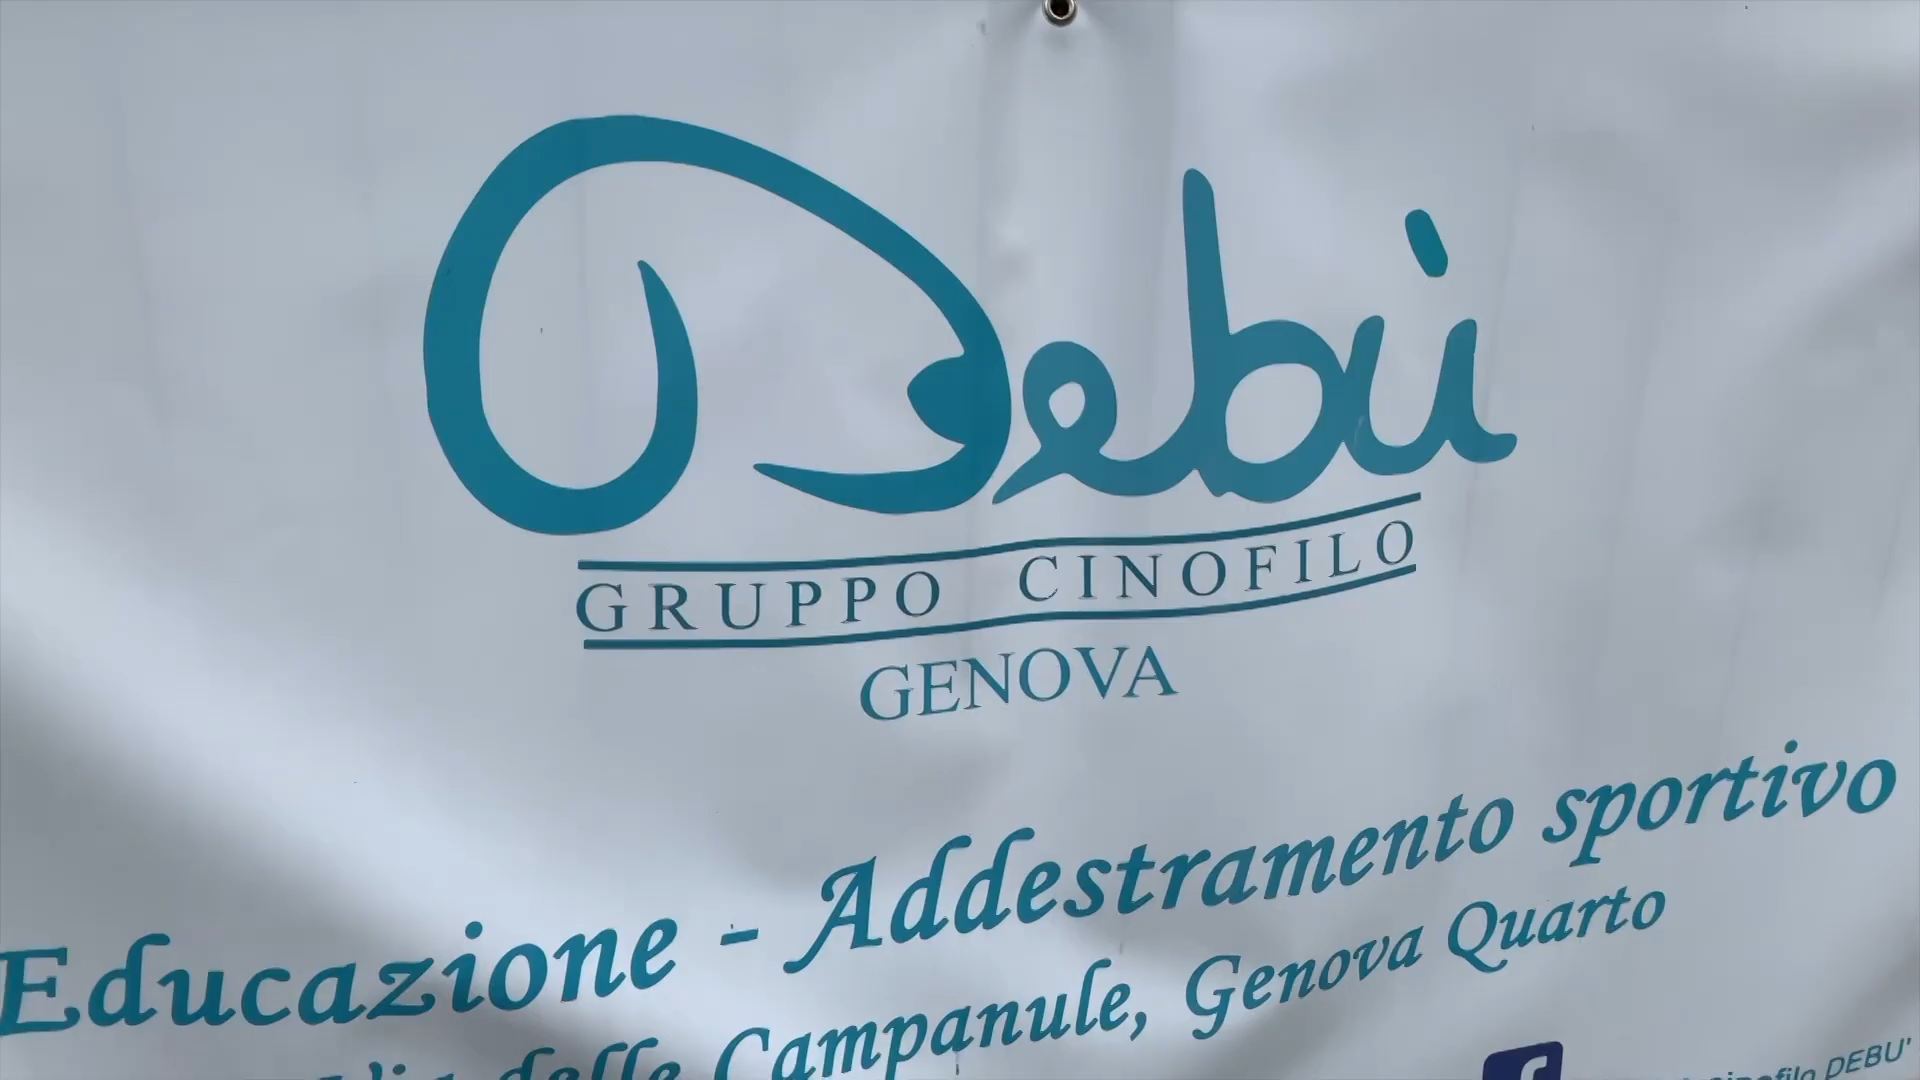 Debù
GRUPPO CINOFILO
GENOVA
Educazione - Addestramento sportivo
Via delle Campanule, Genova Quarto
Cinofilo DEBU'